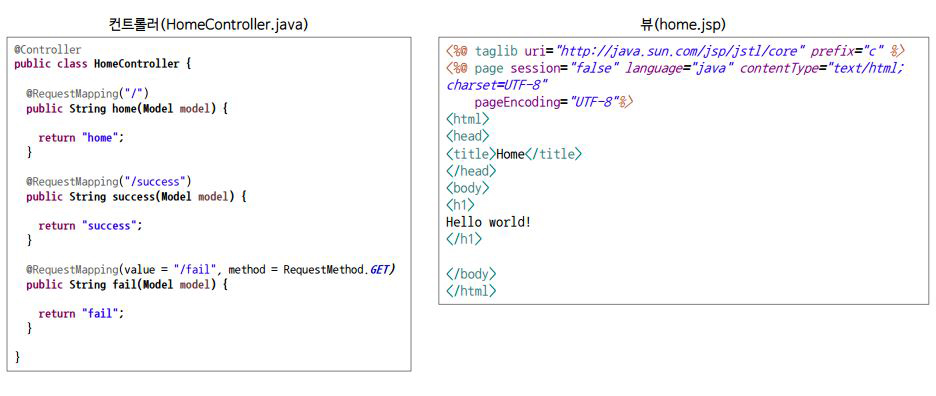 컨트롤러(HomeController.java)
@Controller
public class HomeController {
@RequestMapping("/")
public String home(Model model) {
return "home";
}
@RequestMapping("/success")
public String success(Model model) {
return "success";
}
@RequestMapping(value = "/fail", method = RequestMethod.GET)
public String fail(Model model) {
return "fail";
}
}
뷰(home.jsp)
<%@ taglib uri="http://java.sun.com/jsp/jstl/core" prefix="c" %>
<%@ page session="false" language="java" contentType="text/html;
charset=UTF-8"
pageEncoding="UTF-8"%>
<html>
<head>
<title>Home</title>
</head>
<body>
<h1>
Hello world!
</h1>
</body>
</html>